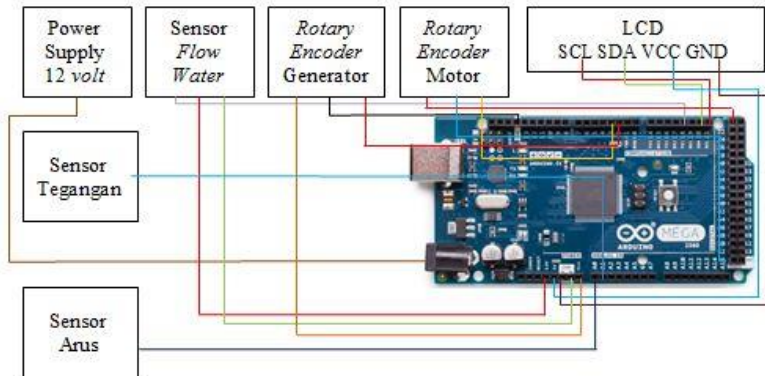 Power
Supply
12 volt
Sensor
Flow
Water
Rotary
Encoder
Generator
Rotary
Encoder
Motor
LCD
SCL SDA VCC GND
Sensor
Tegangan
Sensor
Arus
ARDUINO
MEGA
2560